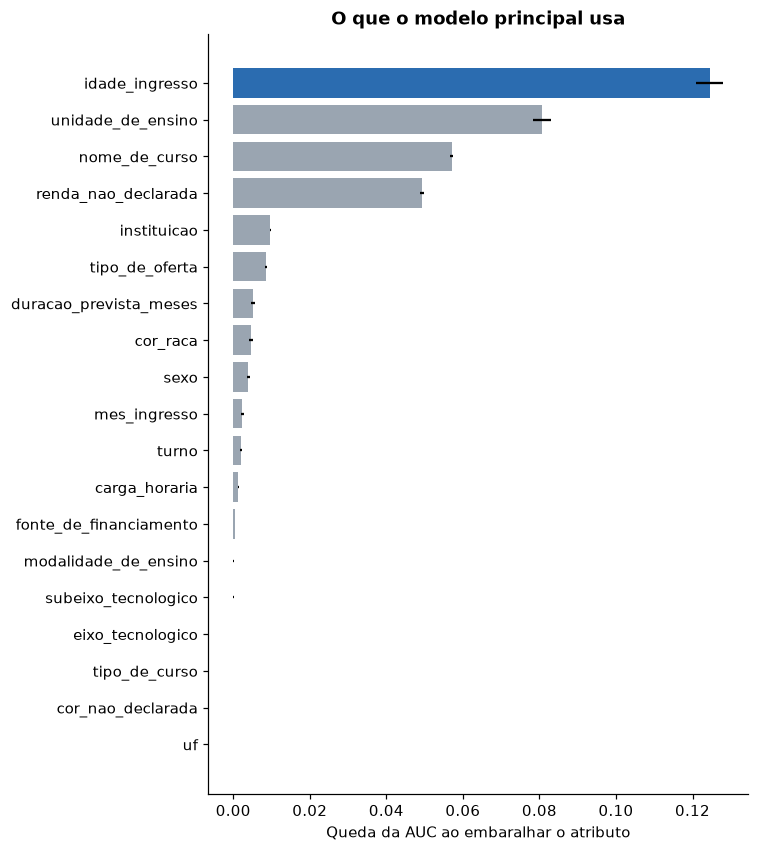 O que o modelo principal usa
idade_ingresso
unidade_de_ensino
nome_de_curso
renda_nao_declarada
instituicao
tipo_de_oferta
duracao_prevista_meses
cor_raca
sexo
mes_ingresso
turno
carga_horaria
fonte_de_financiamento
modalidade_de_ensino
subeixo_tecnologico
eixo_tecnologico
tipo_de_curso
cor_nao_declarada
uf
0.00 0.02 0.04 0.06 0.08 0.10 0.12
Queda da AUC ao embaralhar o atributo